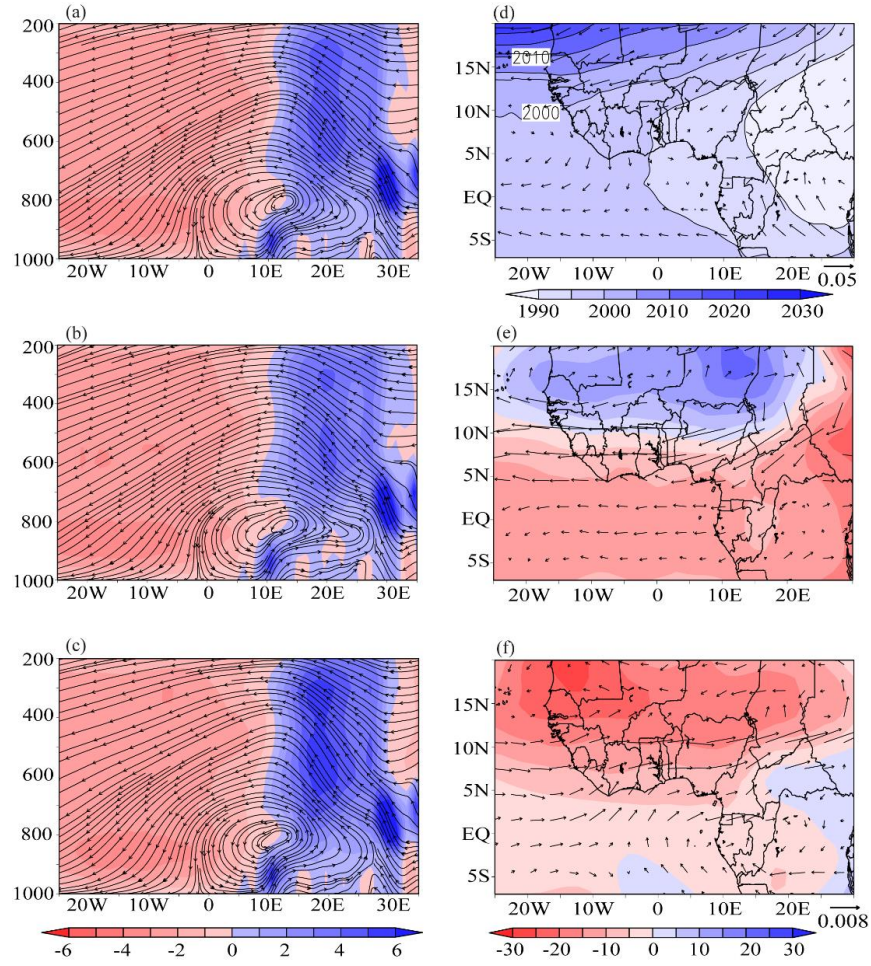 (a)
200
400
600
800
1000
20W 10W 0 10E 20E 30E
(b)
200
400
600
800
1000
20W 10W 0 10E 20E 30E
(c)
200
400
600
800
1000
20W 10W 0 10E 20E 30E
-6 -4 -2 0 2 4 6
(d)
2010
15N
10N
2000
5N
EQ
5S
20W 10W 0 10E 20E
0.05
1990 2000 2010 2020 2030
(e)
15N
10N
5N
EQ
5S
20W 10W 0 10E 20E
(f)
15N
10N
5N
EQ
5S
20W 10W 0 10E 20E
0.008
-30 -20 -10 0 10 20 30